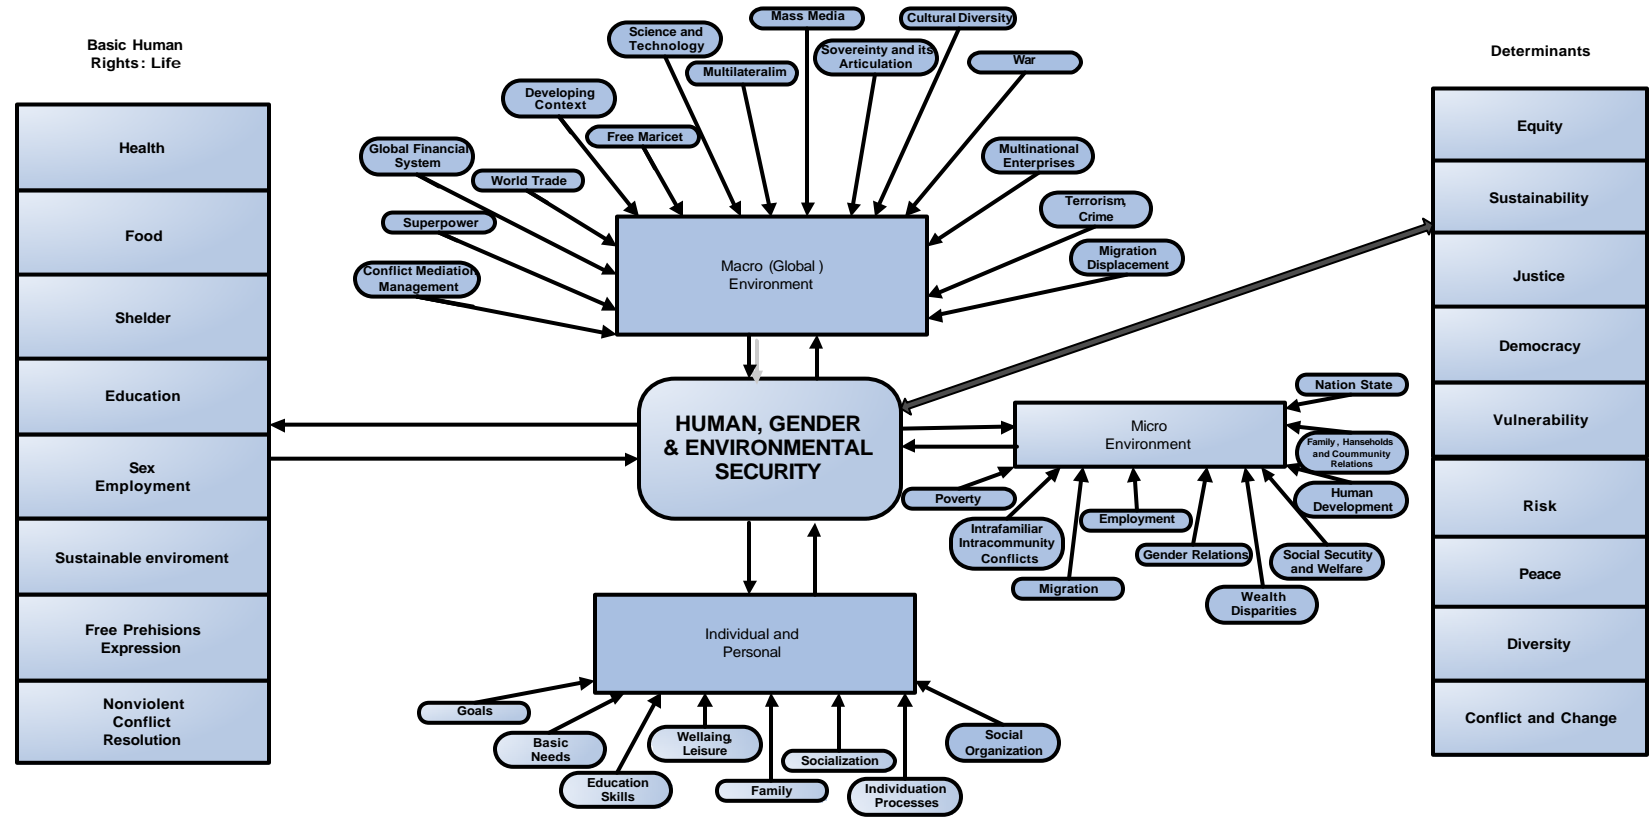 Basic Human
Rights: Life
Health
Food
Shelder
Education
Sex
Employment
Sustainable enviroment
Free Prehisions
Expression
Nonviolent
Conflict
Resolution
Mass Media
Cultural Diversity
Science and
Technology
Sovereinty and its
Articulation
War
Multilateralim
Developing
Context
Free Maricet
Global Financial
System
Multinational
Enterprises
World Trade
Terrorism,
Crime
Superpower
Migration
Displacement
Conflict Mediation
Management
Macro (Global )
Environment
HUMAN, GENDER
& ENVIRONMENTAL
SECURITY
Micro
Environment
Nation State
Family , Hanseholds
and Coummunity
Relations
Human
Development
Poverty
Intrafamiliar
Intracommunity
Conflicts
Employment
Gender Relations
Social Secutity
and Welfare
Migration
Wealth
Disparities
Individual and
Personal
Goals
Basic
Needs
Education
Skills
Wellaing,
Leisure
Family
Socialization
Individuation
Processes
Social
Organization
Determinants
Equity
Sustainability
Justice
Democracy
Vulnerability
Risk
Peace
Diversity
Conflict and Change